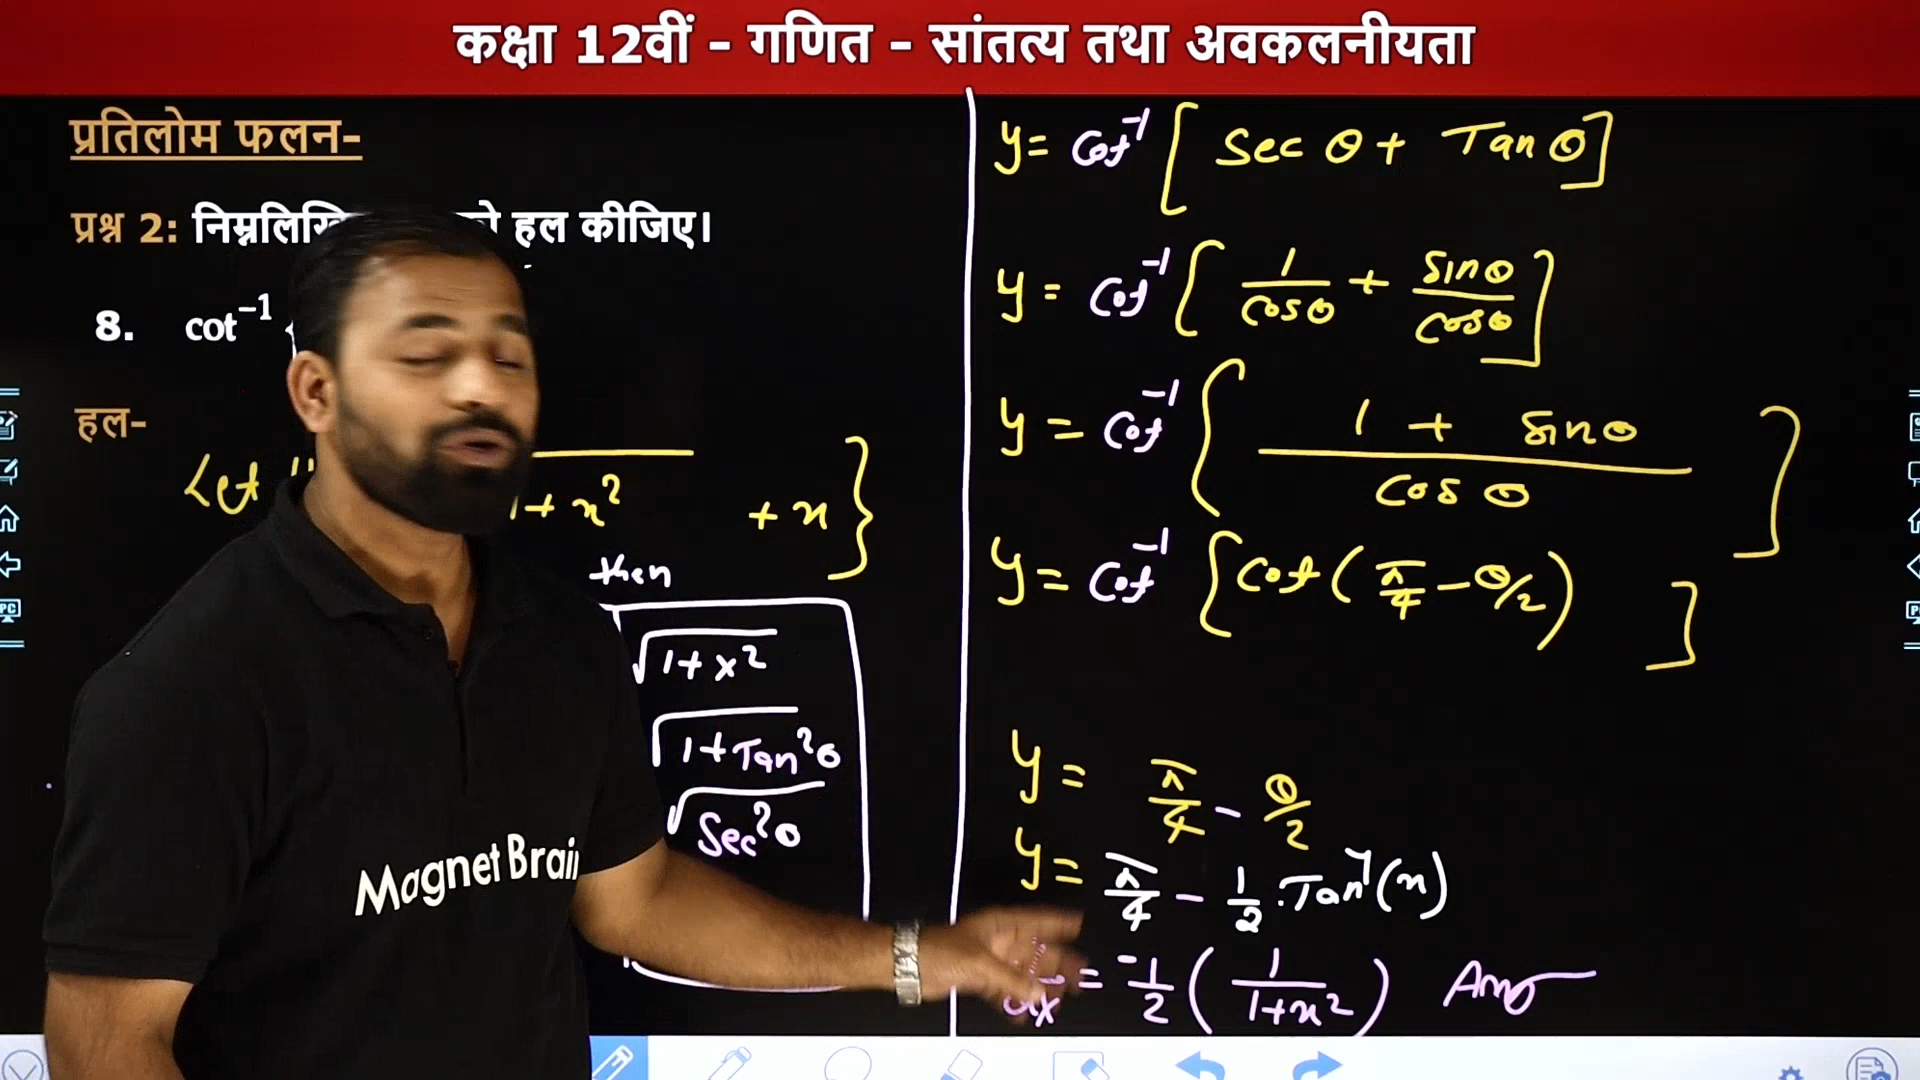 कक्षा 12वीं - गणित - सांतत्य तथा अवकलनीयता
प्रतिलोम फलन-
प्रश्न 2: हल कीजिए।
8. cot⁻¹
हल-
Let 1 + x² + x }
then
√(1 + x²)
√(1 + Tan²θ)
√(Sec²θ)
y = Cot⁻¹ [ Sec θ + Tan θ ]
y = Cot⁻¹ [ 1/Cosθ + Sinθ/Cosθ ]
y = Cot⁻¹ [ (1 + Sinθ)/Cosθ ]
y = Cot⁻¹ [ Cot ( π/4 - θ/2 ) ]
y = π/4 - θ/2
y = π/4 - 1/2 . Tan⁻¹(x)
= -1/2 ( 1/(1+x²) ) Ans
Magnet Brain